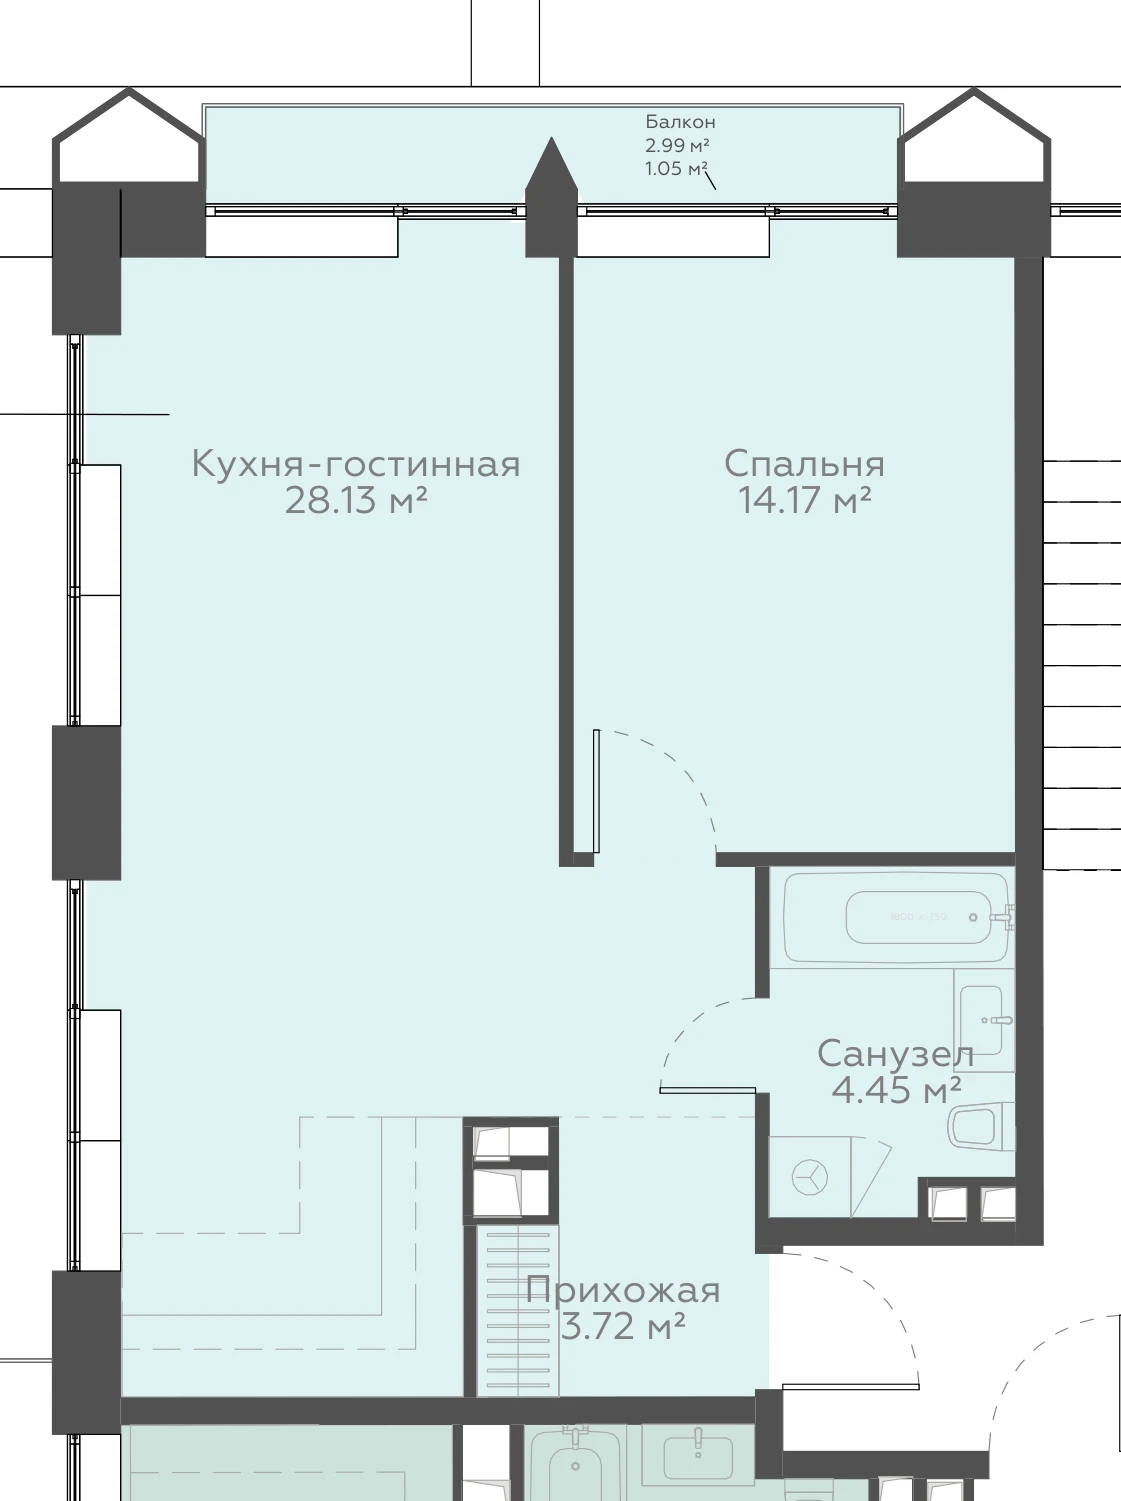 Балкон
2.99 м²
1.05 м²
Кухня-гостинная
28.13 м²
Спальня
14.17 м²
Санузел
4.45 м²
Прихожая
3.72 м²